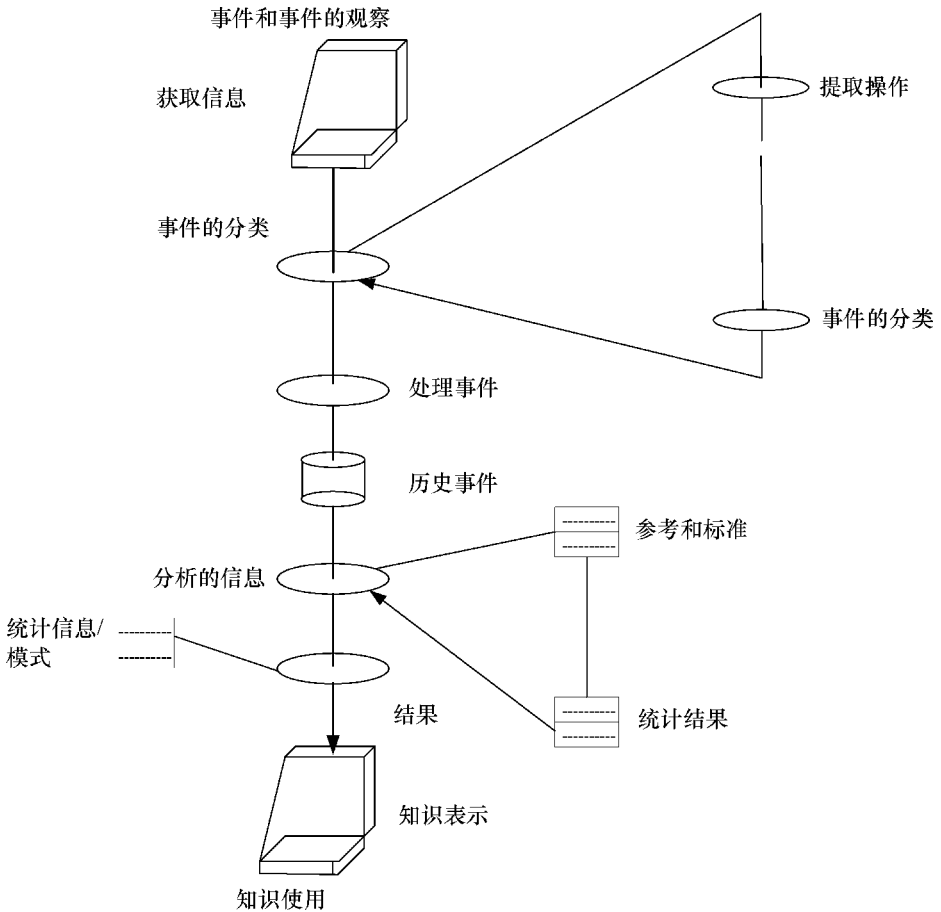 事件和事件的观察
获取信息
提取操作
事件的分类
事件的分类
处理事件
历史事件
参考和标准
分析的信息
统计信息/
模式
结果
统计结果
知识表示
知识使用